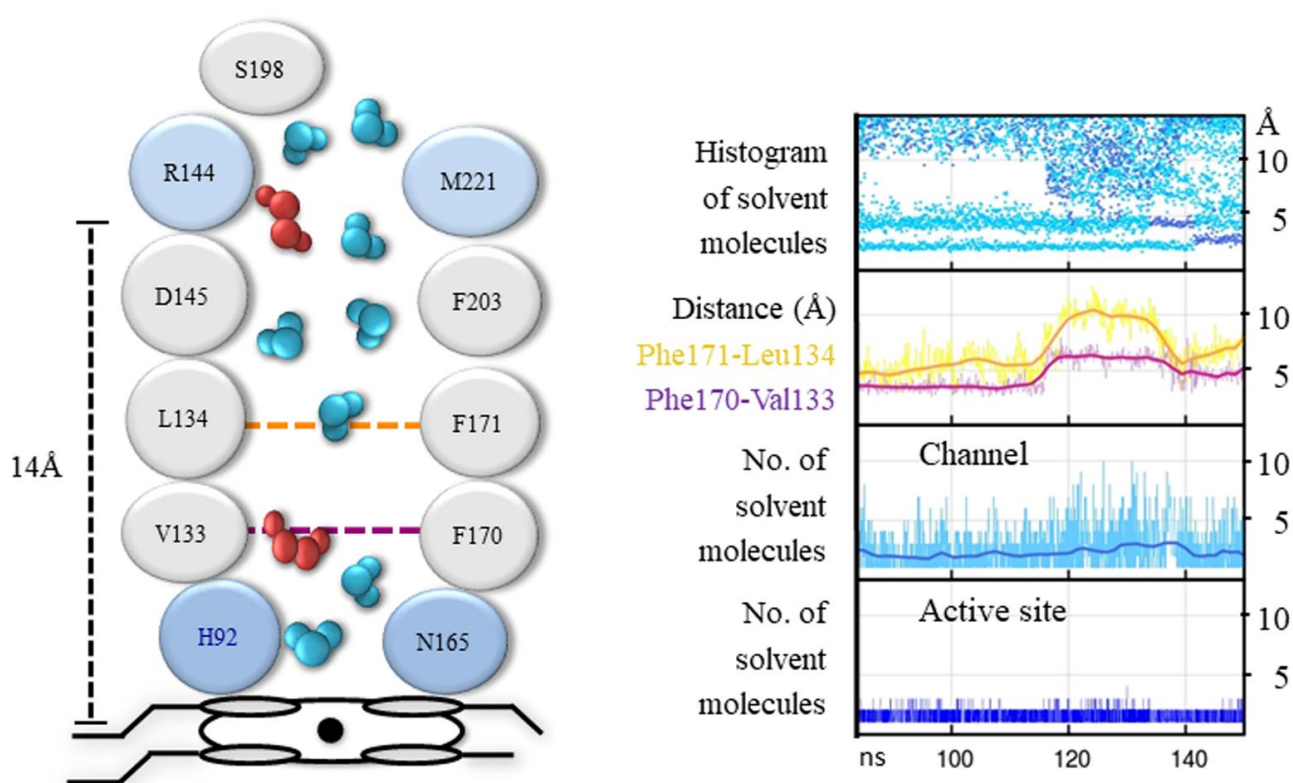 S198
R144
M221
D145
F203
L134
F171
14Å
V133
F170
H92
N165
Histogram
of solvent
molecules
Å
10
5
Distance (Å)
Phe171-Leu134
Phe170-Val133
10
5
No. of
solvent
molecules
Channel
10
5
No. of
solvent
molecules
Active site
10
5
ns 100 120 140